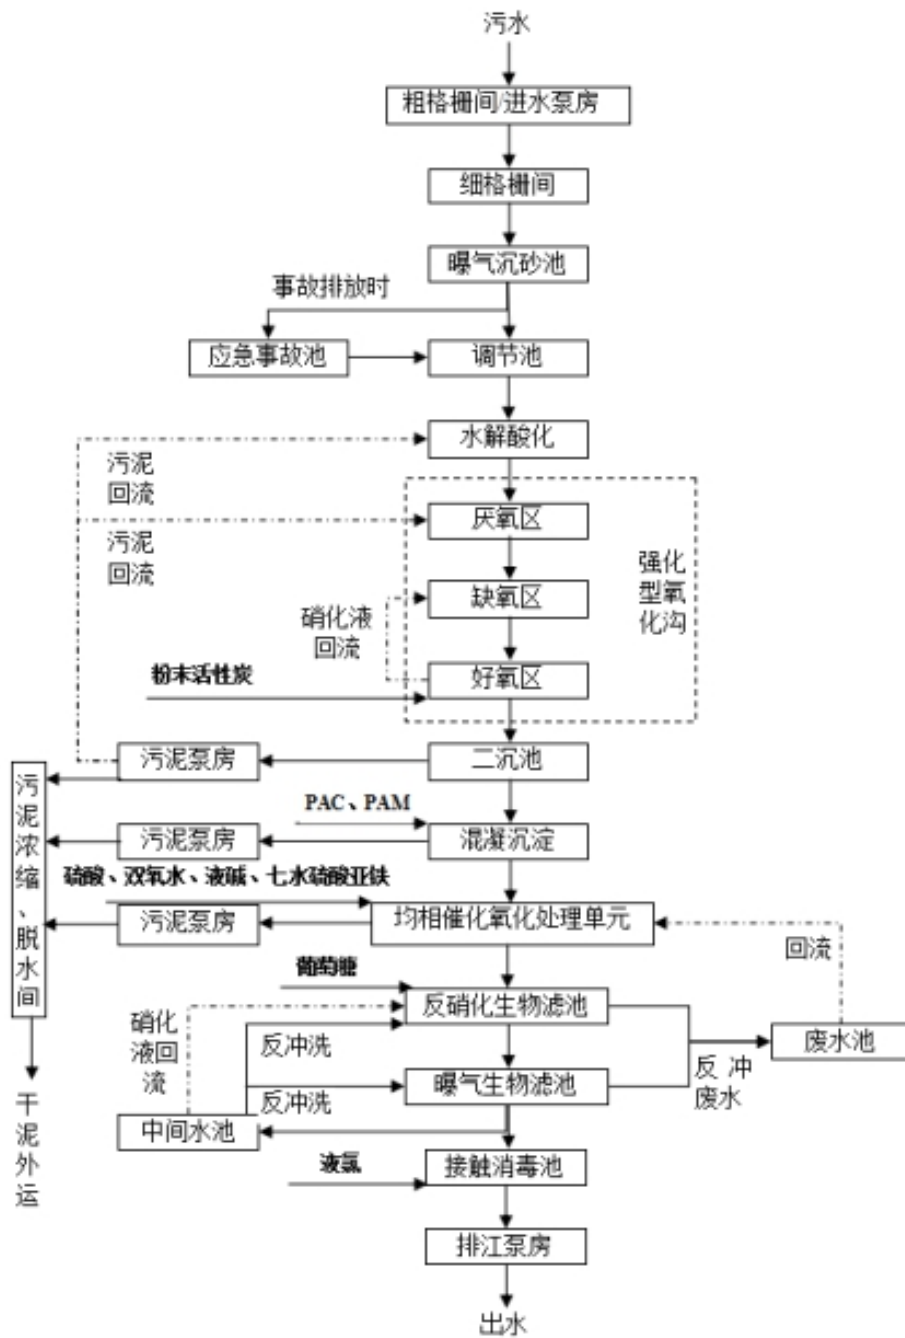 污水
粗格栅间/进水泵房
细格栅间
曝气沉砂池
事故排放时
应急事故池
调节池
水解酸化
污泥
回流
厌氧区
污泥
回流
强化
型氧
化沟
缺氧区
硝化液
回流
好氧区
粉末活性炭
二沉池
污泥泵房
污泥浓缩、脱水间
PAC、PAM
混凝沉淀
污泥泵房
硫酸、双氧水、液碱、七水硫酸亚铁
均相催化氧化处理单元
污泥泵房
回流
葡萄糖
反硝化生物滤池
硝化
液回
流
反冲洗
废水池
反 冲
废水
曝气生物滤池
反冲洗
中间水池
干泥外运
液氯
接触消毒池
排江泵房
出水